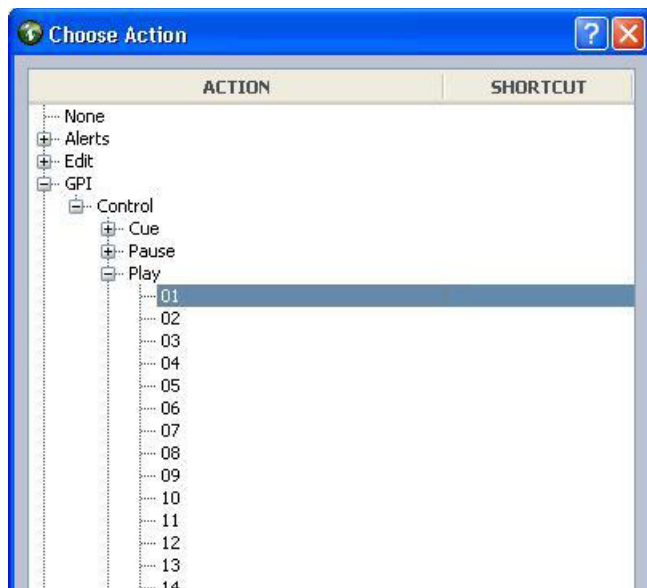 Choose Action
ACTION SHORTCUT
None
Alerts
Edit
GPI
Control
Cue
Pause
Play
01
02
03
04
05
06
07
08
09
10
11
12
13
14